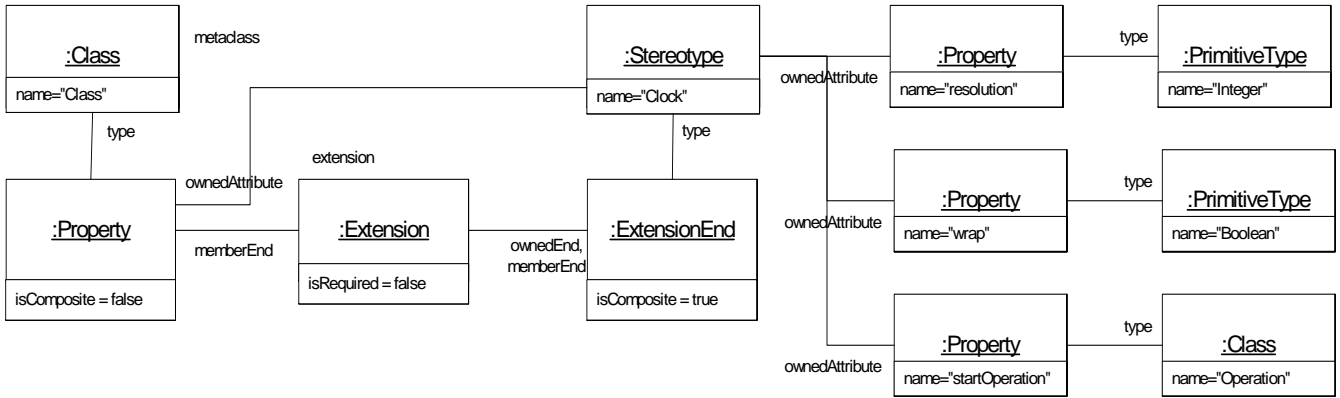 :Class
name="Class"
metaclass
:Stereotype
name="Clock"
ownedAttribute
:Property
name="resolution"
type
:PrimitiveType
name="Integer"
type
extension
type
ownedAttribute
:Property
isComposite = false
memberEnd
:Extension
isRequired = false
ownedEnd,
memberEnd
:ExtensionEnd
isComposite = true
ownedAttribute
:Property
name="wrap"
type
:PrimitiveType
name="Boolean"
ownedAttribute
:Property
name="startOperation"
type
:Class
name="Operation"